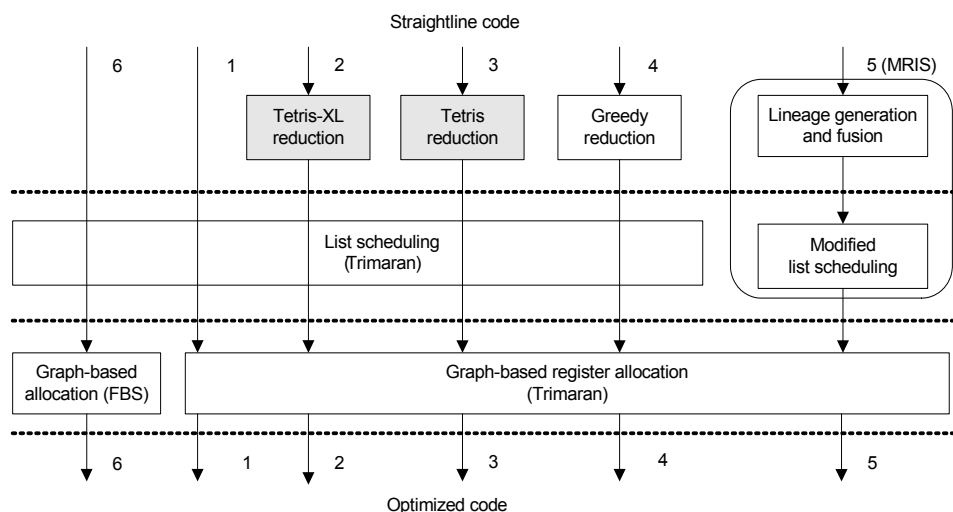 Straightline code
6
1
2
3
4
5 (MRIS)
Tetris-XL
reduction
Tetris
reduction
Greedy
reduction
Lineage generation
and fusion
List scheduling
(Trimaran)
Modified
list scheduling
Graph-based
allocation (FBS)
Graph-based register allocation
(Trimaran)
6
1
2
3
4
5
Optimized code